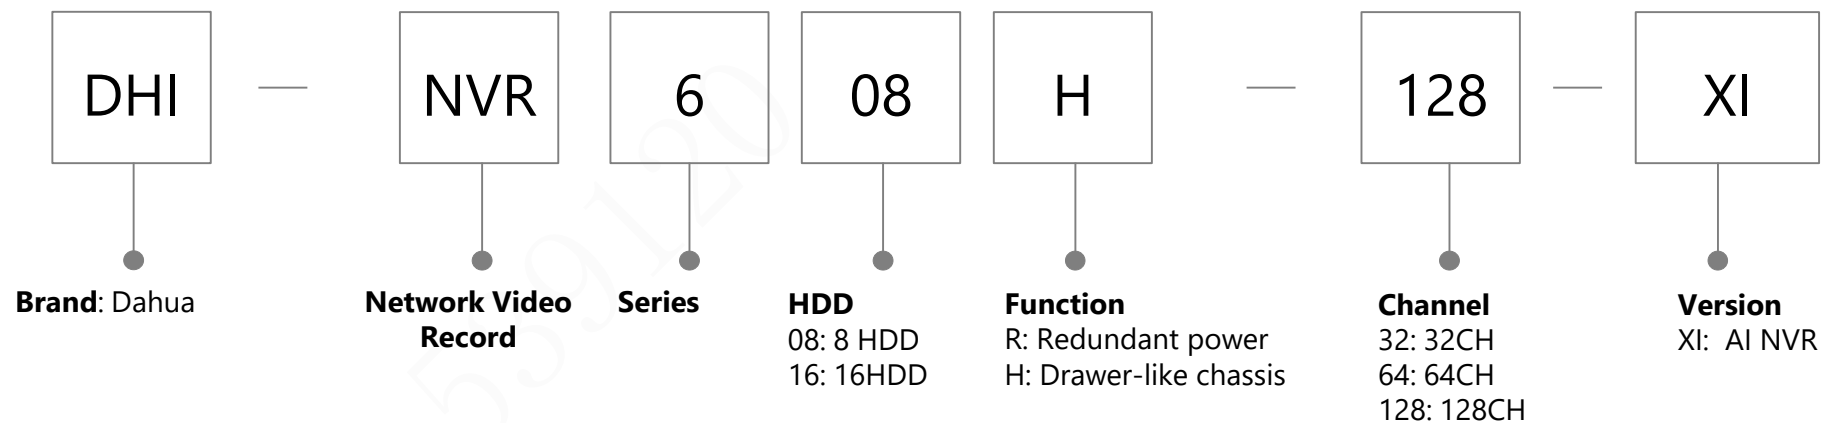 DHI — NVR 6 08 H — 128 — XI
Brand: Dahua
Network Video
Record
Series
HDD
08: 8 HDD
16: 16HDD
Function
R: Redundant power
H: Drawer-like chassis
Channel
32: 32CH
64: 64CH
128: 128CH
Version
XI: AI NVR
539120